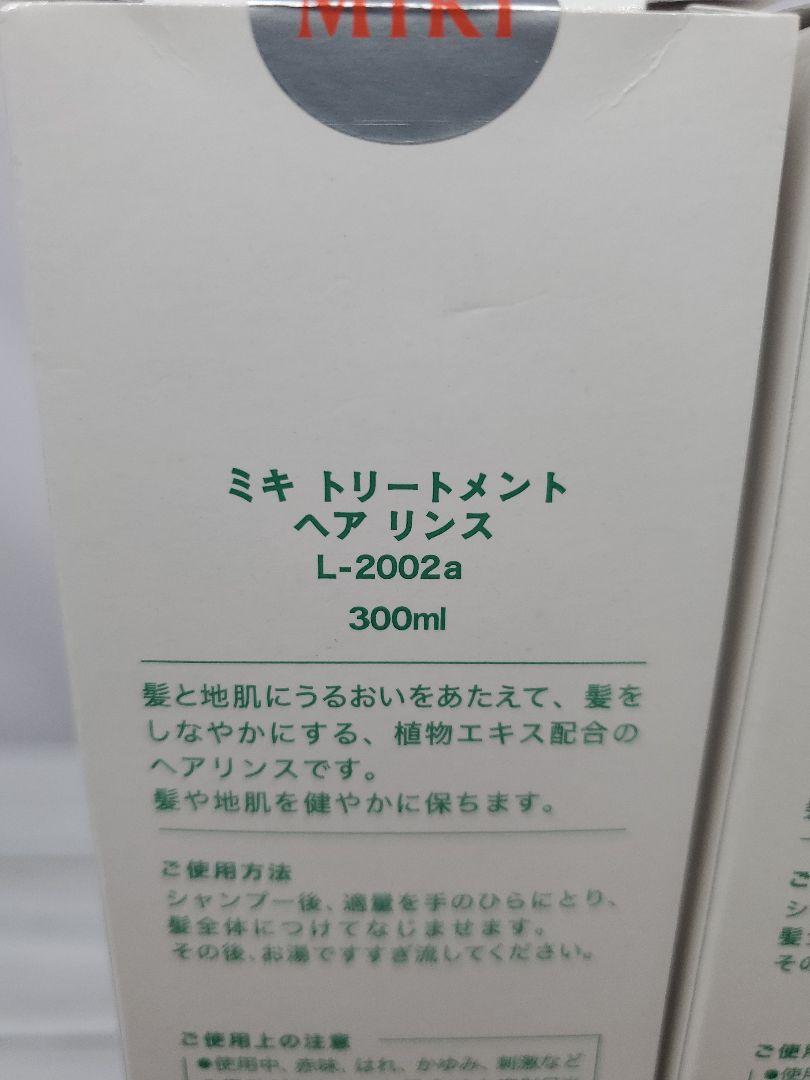 MIKI
ミキ トリートメント
ヘア リンス
L-2002a
300ml
髪と地肌にうるおいをあたえて、髪を
しなやかにする、植物エキス配合の
ヘアリンスです。
髪や地肌を健やかに保ちます。
ご使用方法
シャンプー後、適量を手のひらにとり、
髪全体につけてなじませます。
その後、お湯ですすぎ流してください。
ご使用上の注意
●使用中、赤味、はれ、かゆみ、刺激など